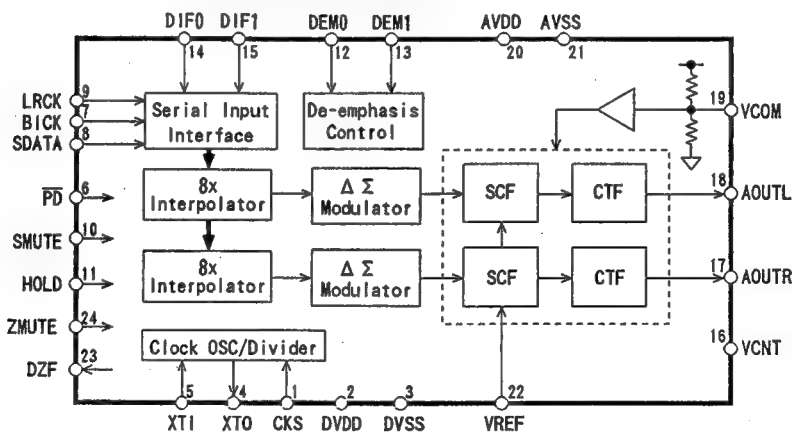 DIF0 DIF1 DEM0 DEM1 AVDD AVSS
14 15 12 13 20 21
LRCK 9
BICK 7
SDATA 8
Serial Input
Interface
De-emphasis
Control
19 VCOM
PD 6
8x
Interpolator
ΔΣ
Modulator
SCF
CTF
18 AOUTL
SMUTE 10
HOLD 11
8x
Interpolator
ΔΣ
Modulator
SCF
CTF
17 AOUTR
ZMUTE 24
DZF 23
Clock OSC/Divider
16 VCNT
5 4 1 2 3 22
XTI XTO CKS DVDD DVSS VREF